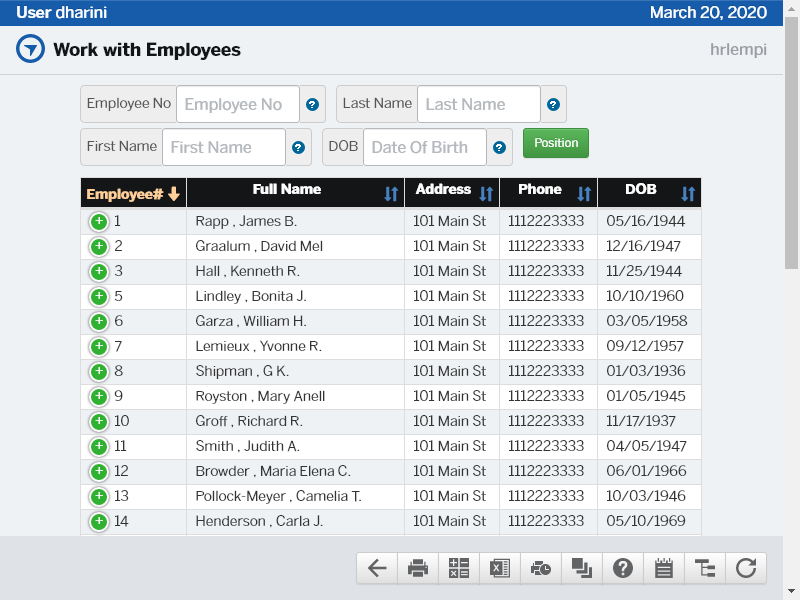 User dharini March 20, 2020
Work with Employees hrlempi
Employee No Employee No ? Last Name Last Name ?
First Name First Name ? DOB Date Of Birth ? Position
Employee# Full Name Address Phone DOB
1 Rapp , James B. 101 Main St 1112223333 05/16/1944
2 Graalum , David Mel 101 Main St 1112223333 12/16/1947
3 Hall , Kenneth R. 101 Main St 1112223333 11/25/1944
5 Lindley , Bonita J. 101 Main St 1112223333 10/10/1960
6 Garza , William H. 101 Main St 1112223333 03/05/1958
7 Lemieux , Yvonne R. 101 Main St 1112223333 09/12/1957
8 Shipman , G K. 101 Main St 1112223333 01/03/1936
9 Royston , Mary Anell 101 Main St 1112223333 01/05/1945
10 Groff , Richard R. 101 Main St 1112223333 11/17/1937
11 Smith , Judith A. 101 Main St 1112223333 04/05/1947
12 Browder , Maria Elena C. 101 Main St 1112223333 06/01/1966
13 Pollock-Meyer , Camelia T. 101 Main St 1112223333 10/03/1946
14 Henderson , Carla J. 101 Main St 1112223333 05/10/1969